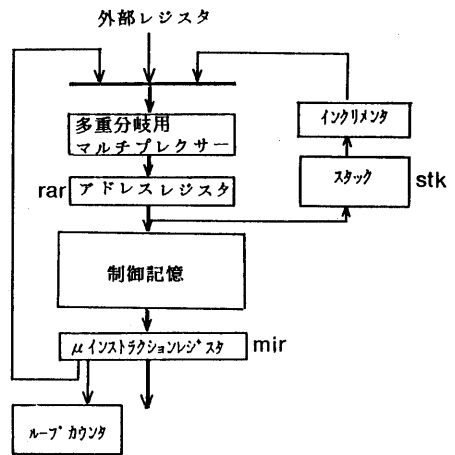 外部レジスタ
多重分岐用
マルチプレクサー
インクリメンタ
rar
アドレスレジスタ
スタック
stk
制御記憶
μインストラクションレジスタ
mir
ループカウンタ